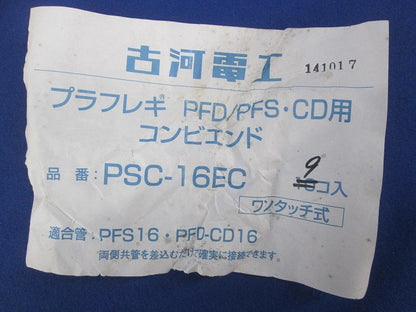 古河電工 141017
プラフレキ PFD/PFS・CD用
コンビエンド
品番：PSC-16EC 9コ入
ワンタッチ式
適合管：PFS16・PFD-CD16
両側共管を差込むだけで確実に接続できます。